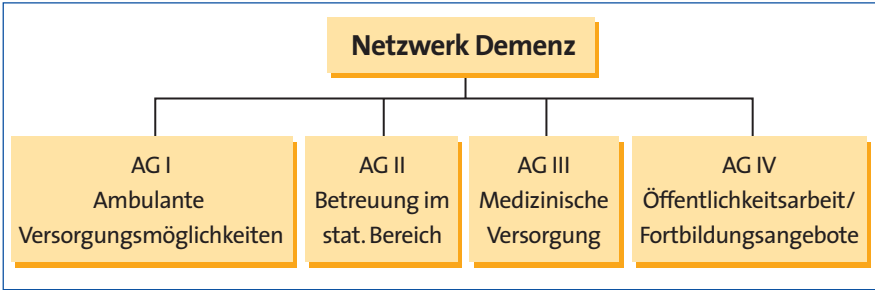 Netzwerk Demenz
AG I
Ambulante
Versorgungsmöglichkeiten
AG II
Betreuung im
stat. Bereich
AG III
Medizinische
Versorgung
AG IV
Öffentlichkeitsarbeit/
Fortbildungsangebote